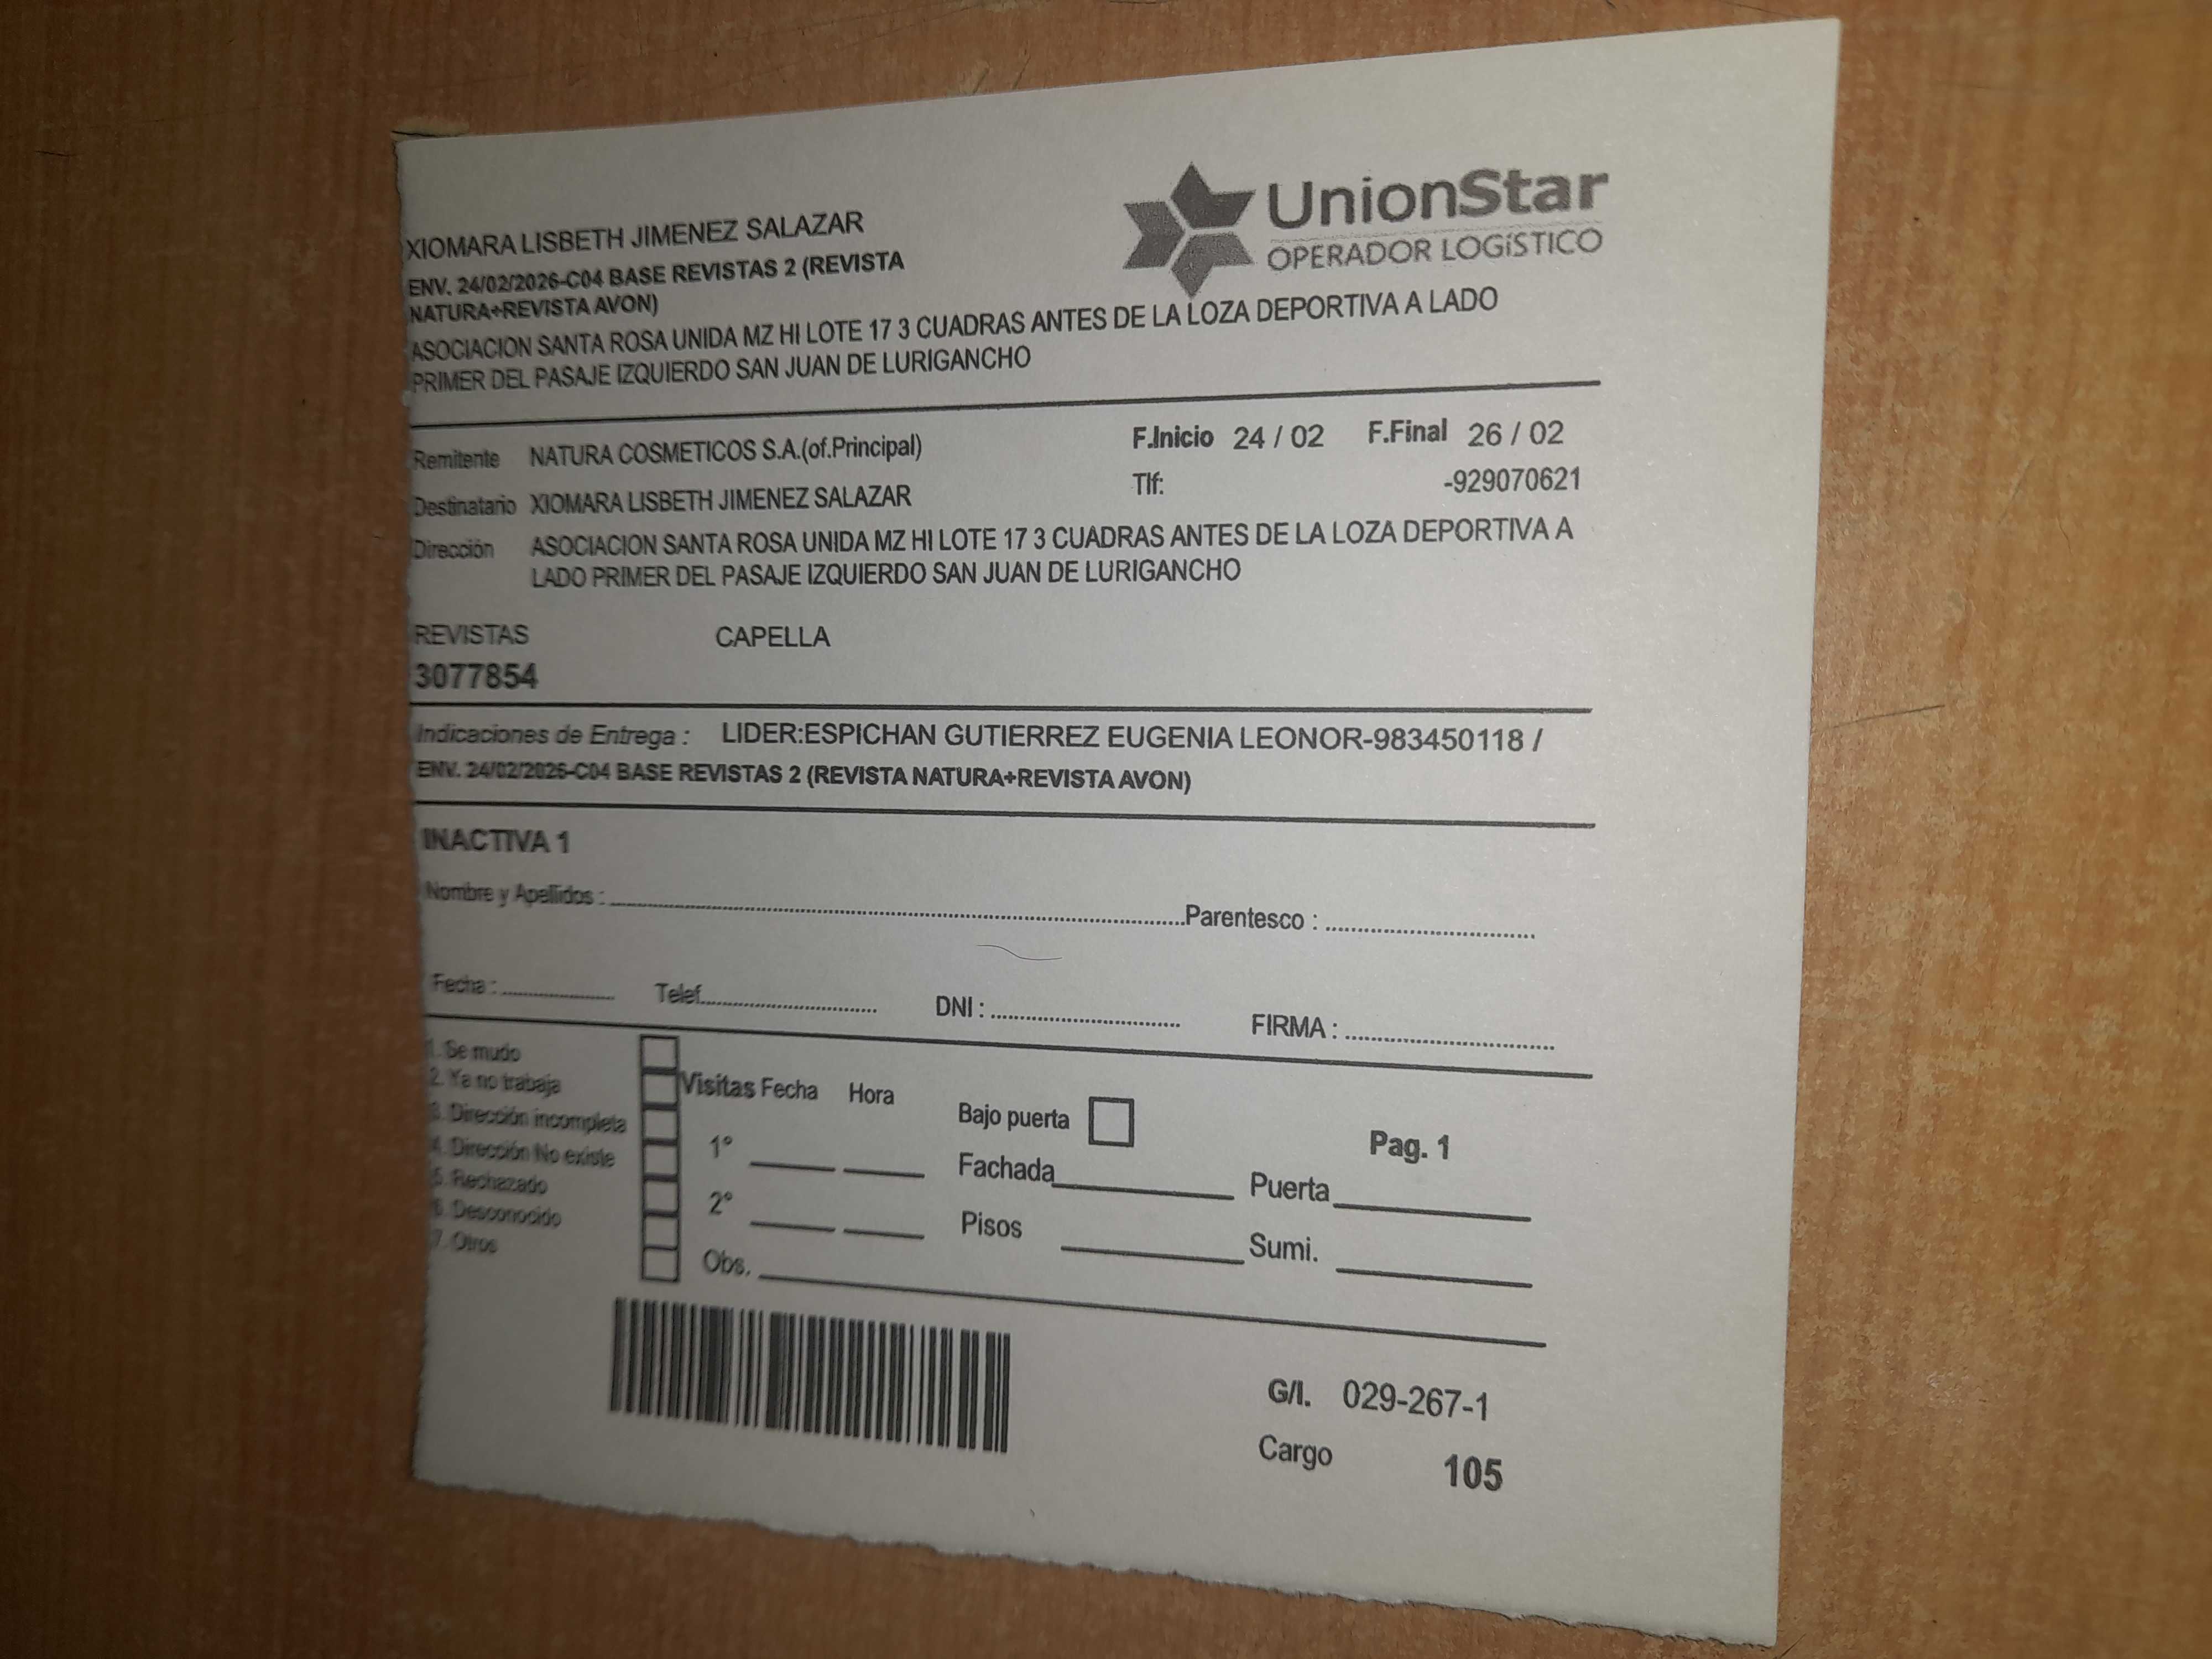 UnionStar
OPERADOR LOGíSTICO
XIOMARA LISBETH JIMENEZ SALAZAR
ENV. 24/02/2026-C04 BASE REVISTAS 2 (REVISTA
NATURA+REVISTA AVON)
ASOCIACION SANTA ROSA UNIDA MZ HI LOTE 17 3 CUADRAS ANTES DE LA LOZA DEPORTIVA A LADO
PRIMER DEL PASAJE IZQUIERDO SAN JUAN DE LURIGANCHO
Remitente NATURA COSMETICOS S.A.(of.Principal) F.Inicio 24 / 02 F.Final 26 / 02
Destinatario XIOMARA LISBETH JIMENEZ SALAZAR Tlf: -929070621
Dirección ASOCIACION SANTA ROSA UNIDA MZ HI LOTE 17 3 CUADRAS ANTES DE LA LOZA DEPORTIVA A
LADO PRIMER DEL PASAJE IZQUIERDO SAN JUAN DE LURIGANCHO
REVISTAS CAPELLA
3077854
Indicaciones de Entrega : LIDER:ESPICHAN GUTIERREZ EUGENIA LEONOR-983450118 /
ENV. 24/02/2026-C04 BASE REVISTAS 2 (REVISTA NATURA+REVISTA AVON)
INACTIVA 1
Nombre y Apellidos : Parentesco :
Fecha : Telef. DNI : FIRMA :
1. Se mudo
2. Ya no trabaja
3. Dirección incompleta
4. Dirección No existe
5. Rechazado
6. Desconocido
7. Otros
Visitas Fecha Hora
1°
2°
Obs.
Bajo puerta
Fachada
Pisos
Pag. 1
Puerta
Sumi.
G/I. 029-267-1
Cargo 105